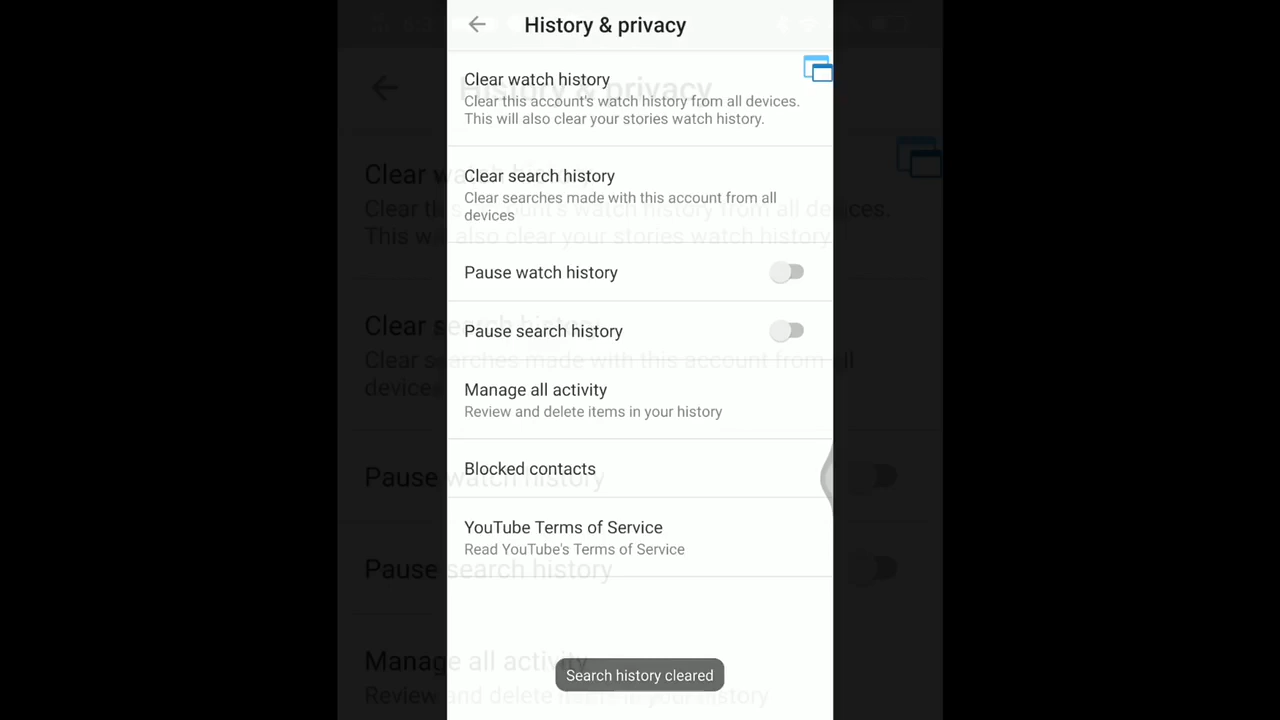 History & privacy
Clear watch history
Clear this account's watch history from all devices.
This will also clear your stories watch history.
Clear search history
Clear searches made with this account from all
devices
Pause watch history
Pause search history
Manage all activity
Review and delete items in your history
Blocked contacts
YouTube Terms of Service
Read YouTube's Terms of Service
Search history cleared